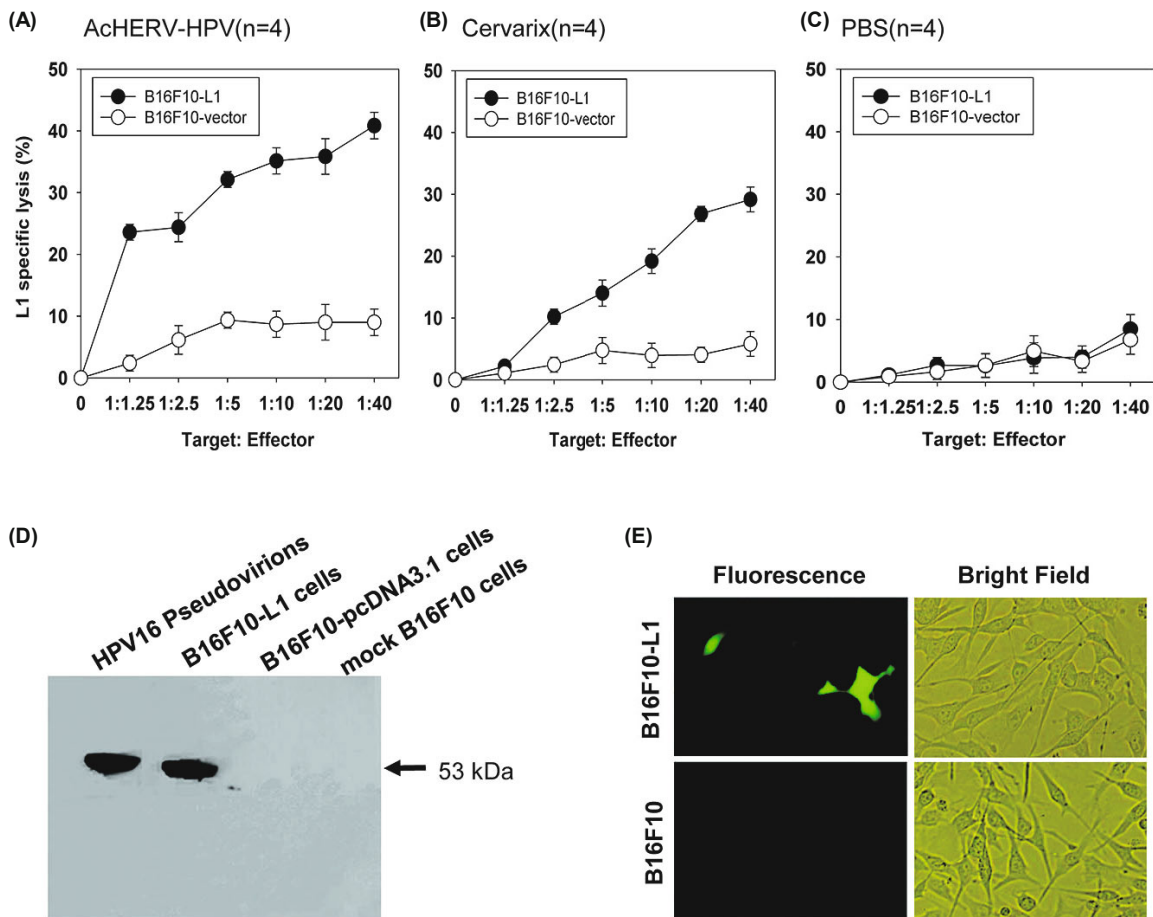 (A)
AcHERV-HPV(n=4)
B16F10-L1
B16F10-vector
L1 specific lysis (%)
50
40
30
20
10
0
0 1:1.25 1:2.5 1:5 1:10 1:20 1:40
Target: Effector
(B)
Cervarix(n=4)
B16F10-L1
B16F10-vector
50
40
30
20
10
0
0 1:1.25 1:2.5 1:5 1:10 1:20 1:40
Target: Effector
(C)
PBS(n=4)
B16F10-L1
B16F10-vector
50
40
30
20
10
0
0 1:1.25 1:2.5 1:5 1:10 1:20 1:40
Target: Effector
(D)
HPV16 Pseudovirions
B16F10-L1 cells
B16F10-pcDNA3.1 cells
mock B16F10 cells
53 kDa
(E)
Fluorescence
Bright Field
B16F10-L1
B16F10